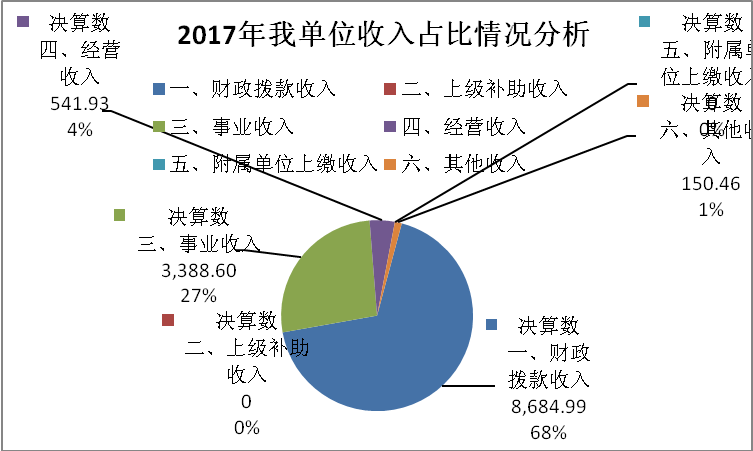 2017年我单位收入占比情况分析
一、财政拨款收入
二、上级补助收入
三、事业收入
四、经营收入
五、附属单位上缴收入
六、其他收入
决算数
四、经营
收入
541.93
4%
决算数
五、附属单
位上缴收入
0
0%
决算数
六、其他收
入
150.46
1%
决算数
三、事业收入
3,388.60
27%
决算数
二、上级补助
收入
0
0%
决算数
一、财政
拨款收入
8,684.99
68%